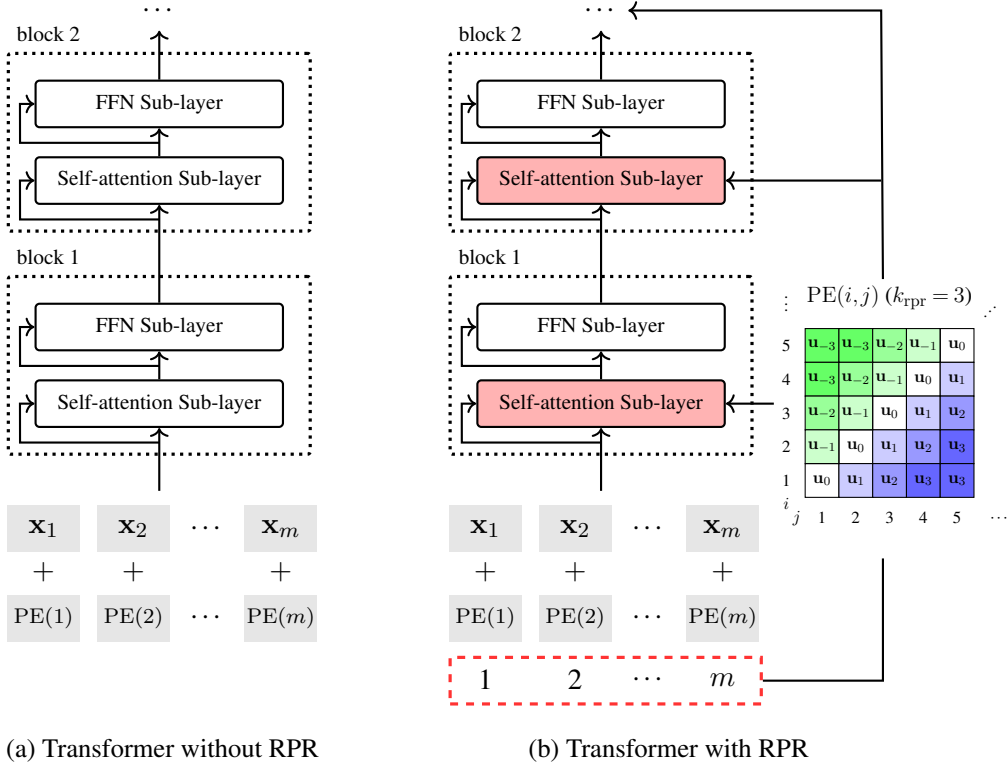 ⋯
block 2
FFN Sub-layer
Self-attention Sub-layer
block 1
FFN Sub-layer
Self-attention Sub-layer
x₁ x₂ ⋯ xₘ
+ + +
PE(1) PE(2) ⋯ PE(m)
(a) Transformer without RPR
⋯
block 2
FFN Sub-layer
Self-attention Sub-layer
block 1
FFN Sub-layer
Self-attention Sub-layer
x₁ x₂ ⋯ xₘ
+ + +
PE(1) PE(2) ⋯ PE(m)
1 2 ⋯ m
⋮ PE(i, j) (k_rpr = 3) ⋰
5 u₋₃ u₋₃ u₋₂ u₋₁ u₀
4 u₋₃ u₋₂ u₋₁ u₀ u₁
3 u₋₂ u₋₁ u₀ u₁ u₂
2 u₋₁ u₀ u₁ u₂ u₃
1 u₀ u₁ u₂ u₃ u₃
i
j 1 2 3 4 5 ⋯
(b) Transformer with RPR